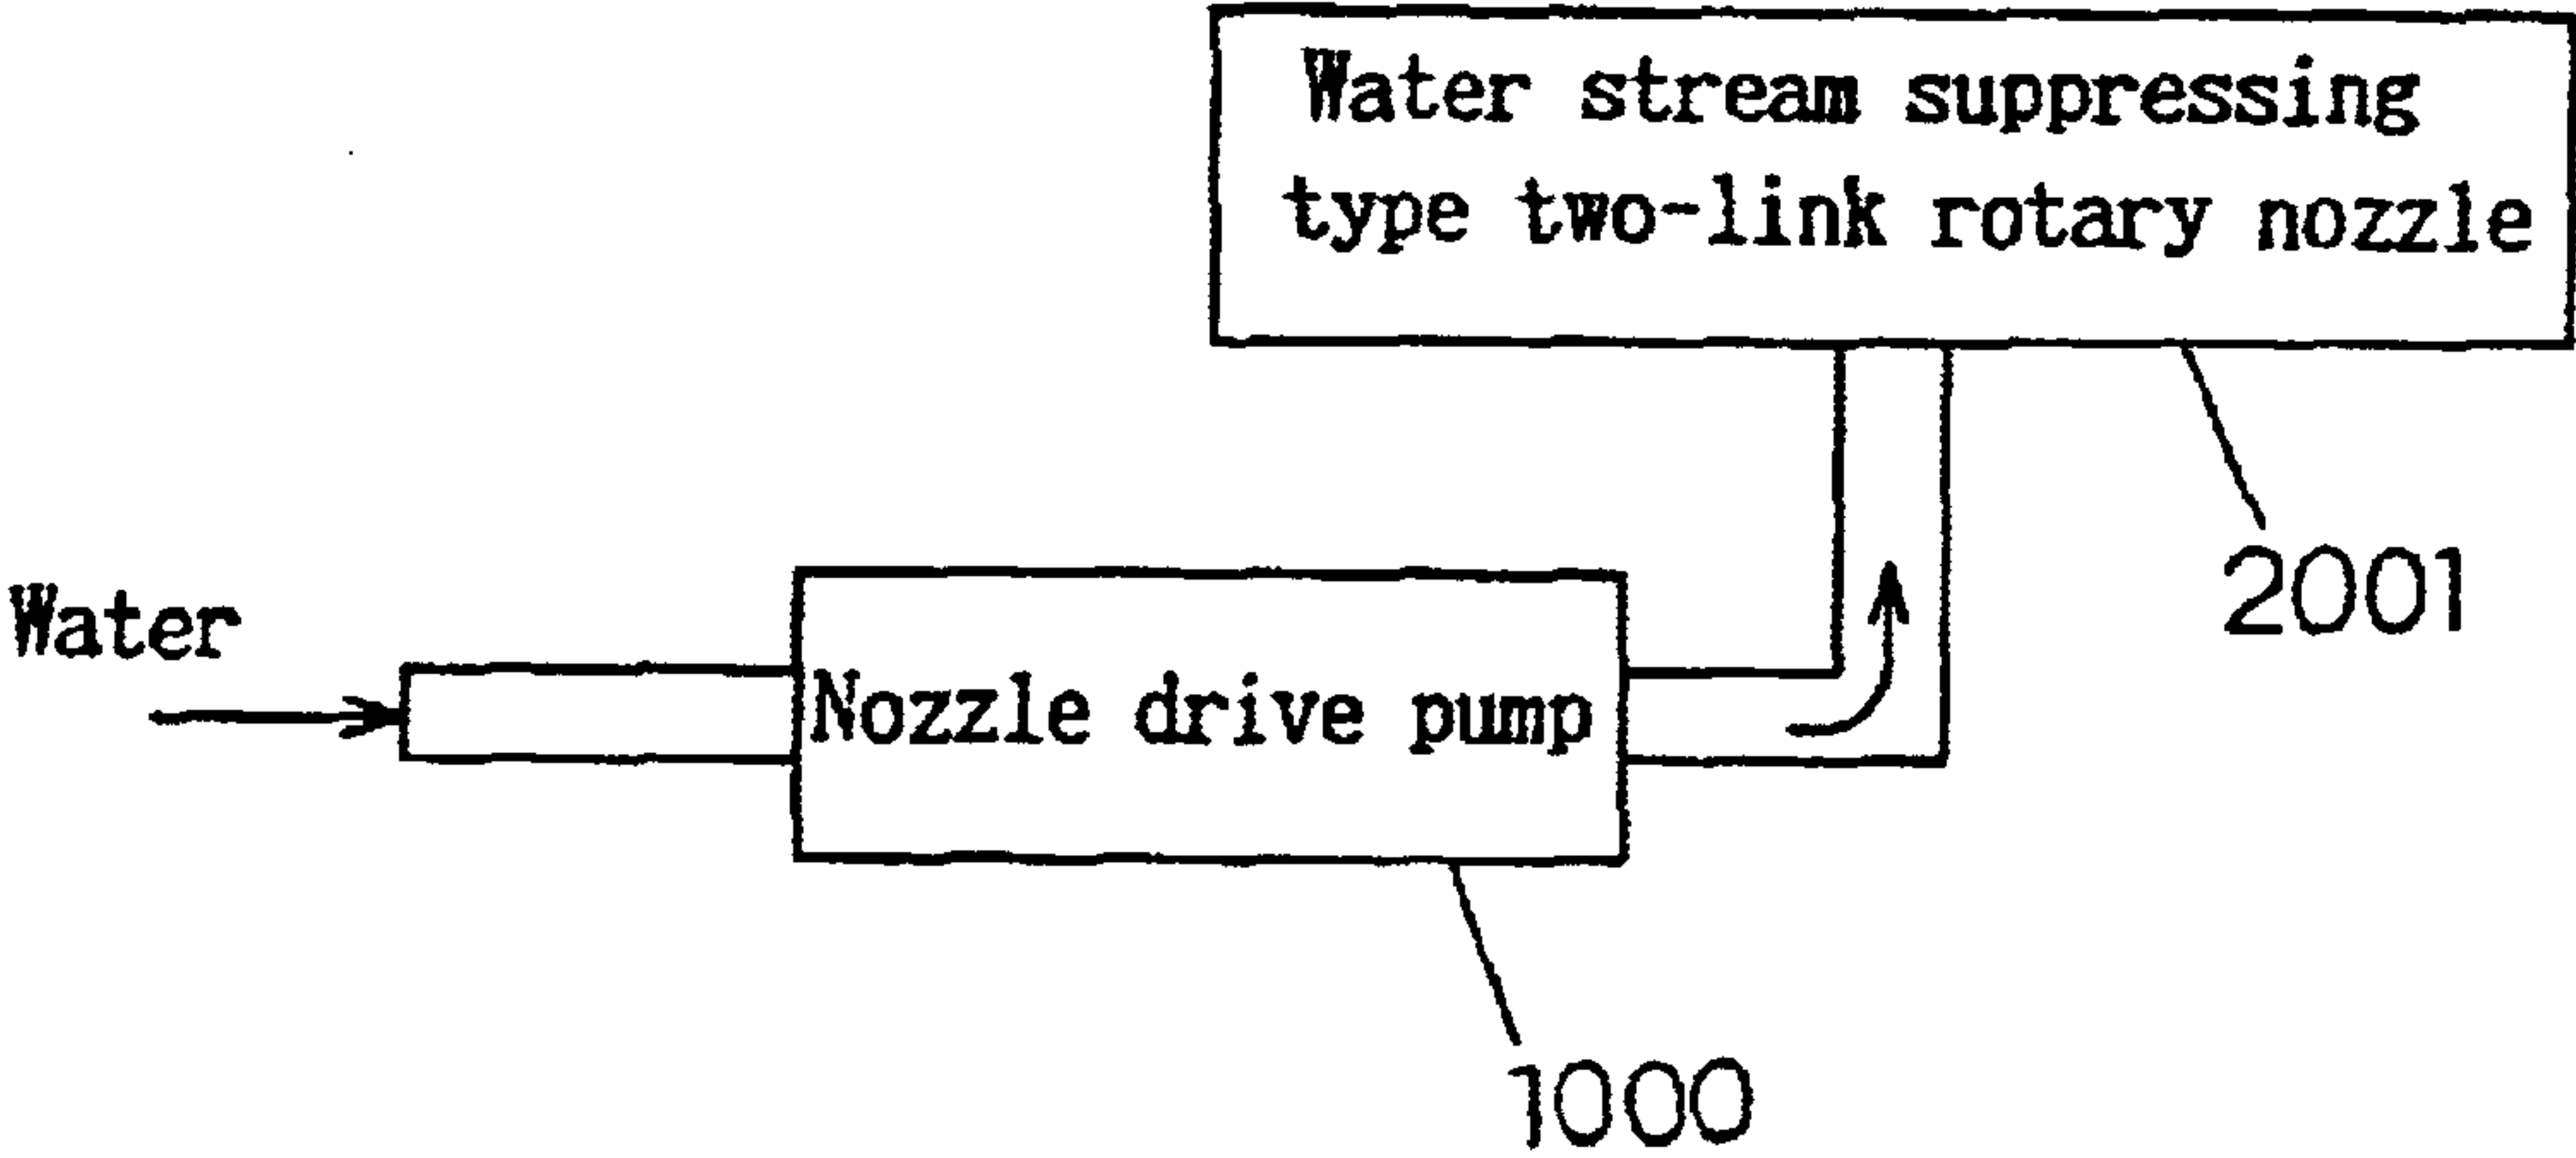 Water stream suppressing
type two-link rotary nozzle
2001
Water
Nozzle drive pump
1000